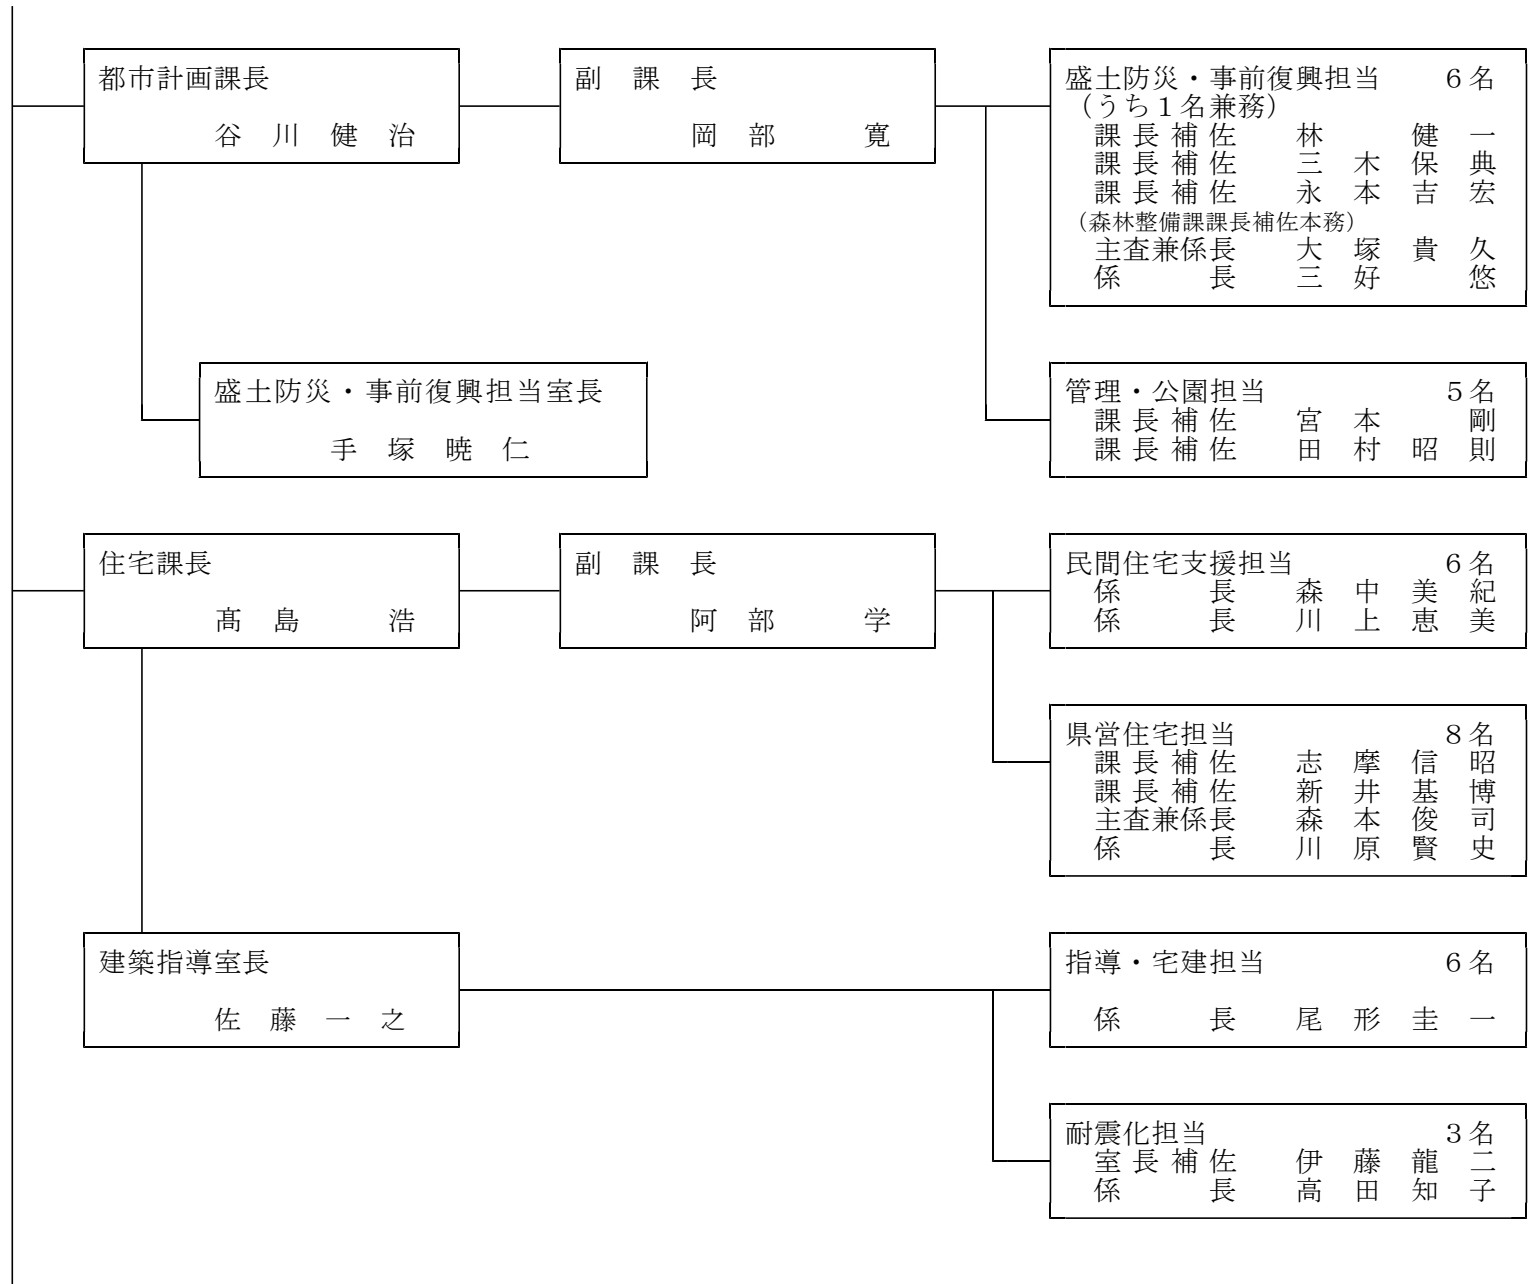 都市計画課長
谷川健治
副課長
岡部寛
盛土防災・事前復興担当 6名
(うち1名兼務)
課長補佐 林健一
課長補佐 三木保典
課長補佐 永本吉宏
(森林整備課課長補佐本務)
主査兼係長 大塚貴久
係長 三好悠
盛土防災・事前復興担当室長
手塚暁仁
管理・公園担当 5名
課長補佐 宮本剛
課長補佐 田村昭則
住宅課長
髙島浩
副課長
阿部学
民間住宅支援担当 6名
係長 森中美紀
係長 川上恵美
県営住宅担当 8名
課長補佐 志摩信昭
課長補佐 新井基博
主査兼係長 森本俊司
係長 川原賢史
建築指導室長
佐藤一之
指導・宅建担当 6名
係長 尾形圭一
耐震化担当 3名
室長補佐 伊藤龍二
係長 高田知子